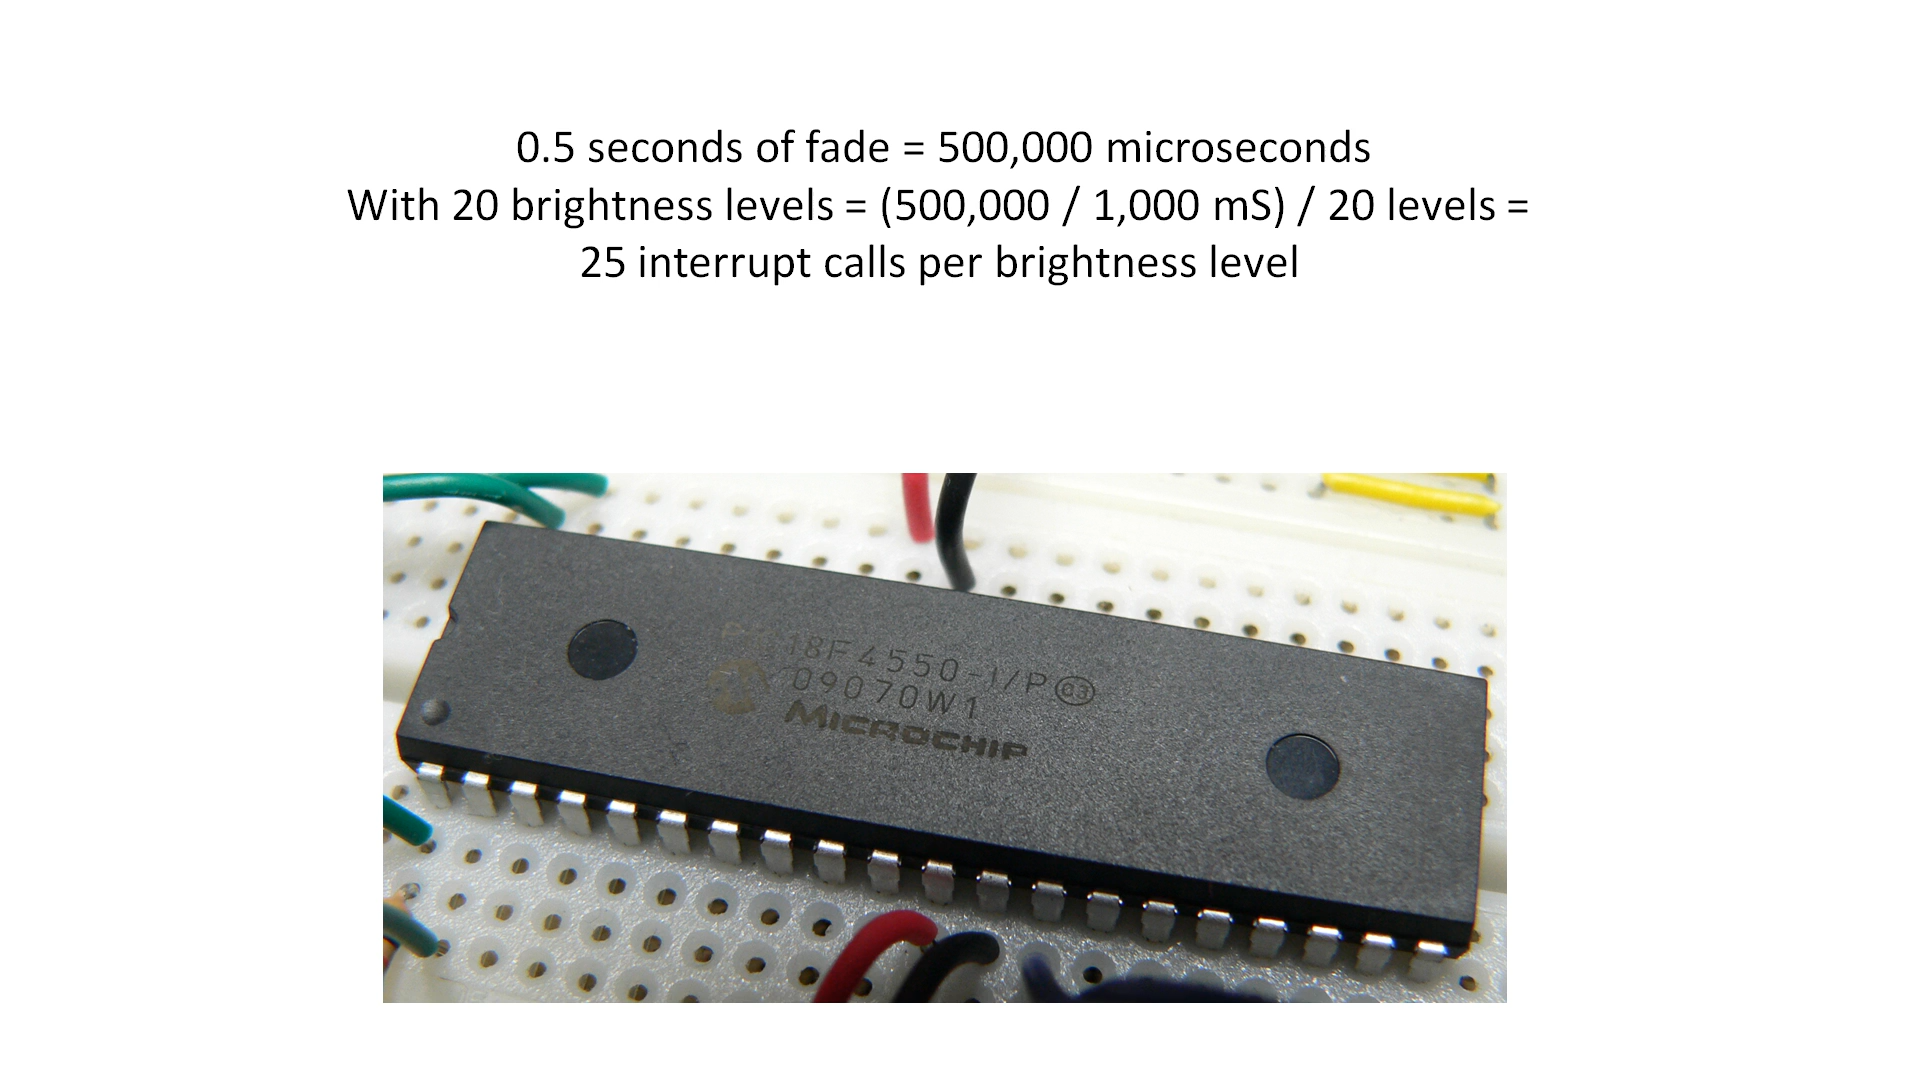 0.5 seconds of fade = 500,000 microseconds
With 20 brightness levels = (500,000 / 1,000 mS) / 20 levels =
25 interrupt calls per brightness level
18F4550-I/P e3
09070W1
MICROCHIP